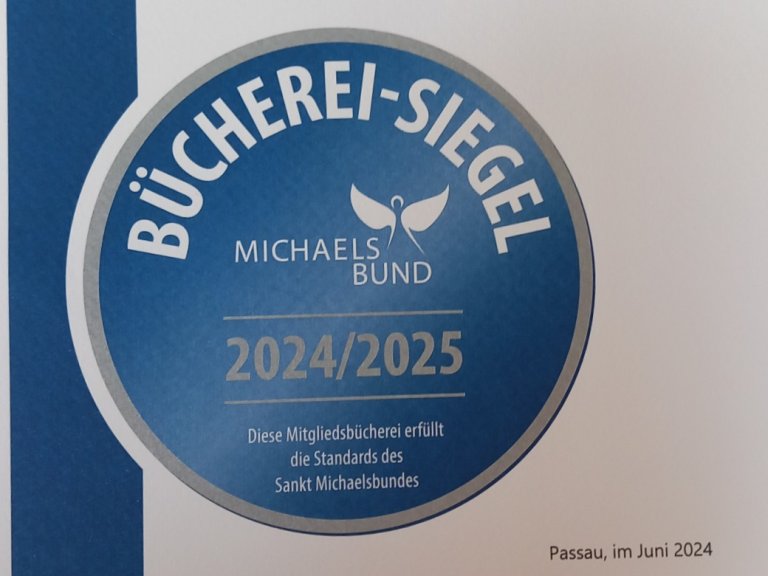 BÜCHEREI-SIEGEL
MICHAELS
BUND
2024/2025
Diese Mitgliedsbücherei erfüllt
die Standards des
Sankt Michaelsbundes
Passau, im Juni 2024